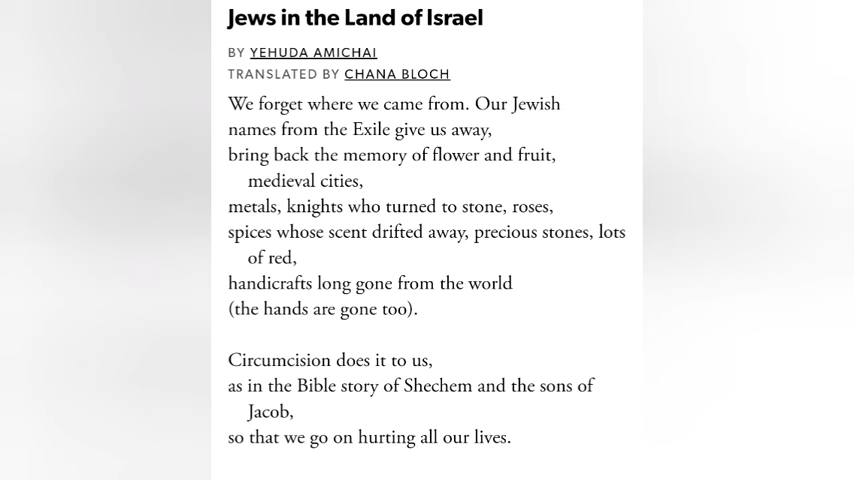 Jews in the Land of Israel
BY YEHUDA AMICHAI
TRANSLATED BY CHANA BLOCH
We forget where we came from. Our Jewish
names from the Exile give us away,
bring back the memory of flower and fruit,
medieval cities,
metals, knights who turned to stone, roses,
spices whose scent drifted away, precious stones, lots
of red,
handicrafts long gone from the world
(the hands are gone too).
Circumcision does it to us,
as in the Bible story of Shechem and the sons of
Jacob,
so that we go on hurting all our lives.